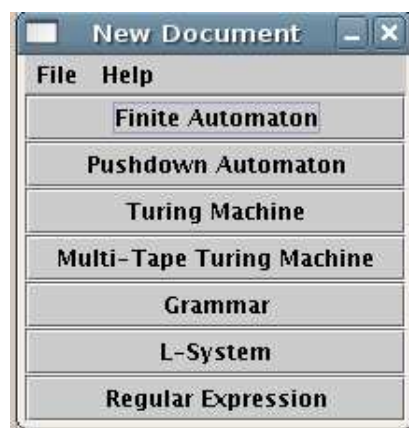 New Document
File Help
Finite Automaton
Pushdown Automaton
Turing Machine
Multi-Tape Turing Machine
Grammar
L-System
Regular Expression